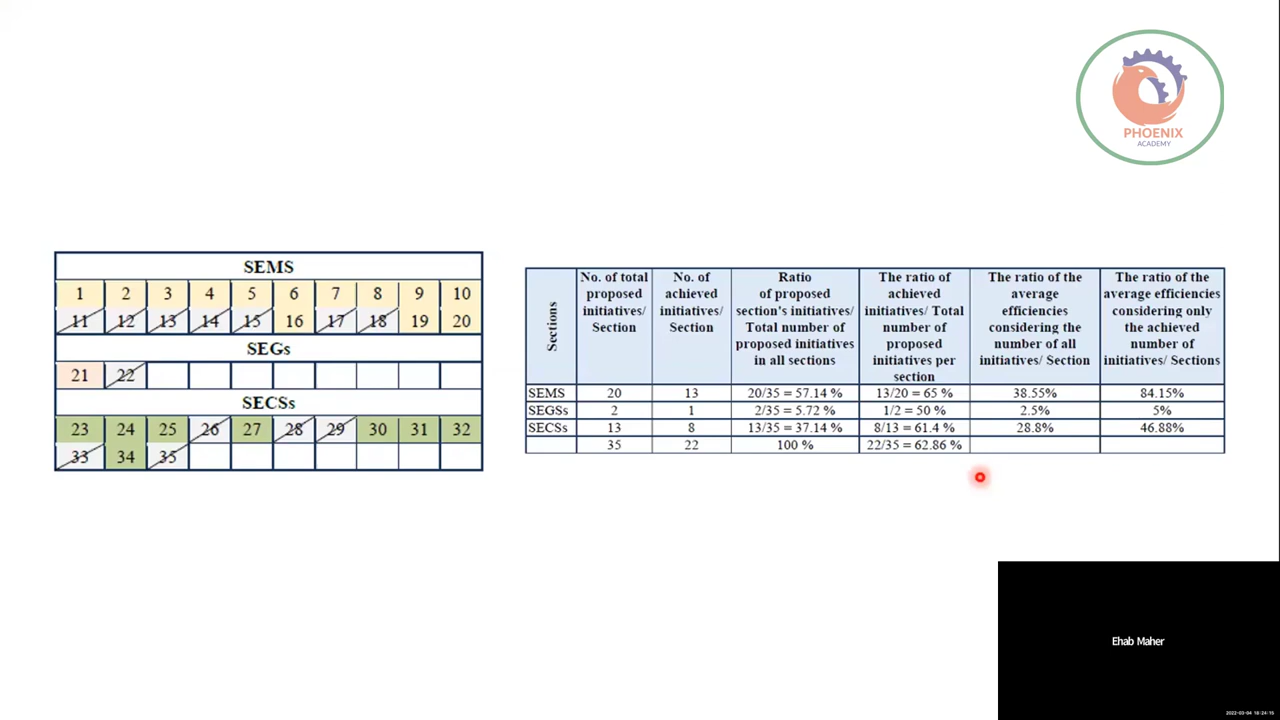 PHOENIX
ACADEMY
SEMS
1 2 3 4 5 6 7 8 9 10
11 12 13 14 15 16 17 18 19 20
SEGs
21 22
SECSs
23 24 25 26 27 28 29 30 31 32
33 34 35
Sections
No. of total
proposed
initiatives/
Section
No. of
achieved
initiatives/
Section
Ratio
of proposed
section's initiatives/
Total number of
proposed initiatives
in all sections
The ratio of
achieved
initiatives/ Total
number of
proposed
initiatives per
section
The ratio of the
average
efficiencies
considering the
number of all
initiatives/ Section
The ratio of the
average efficiencies
considering only
the achieved
number of
initiatives/ Sections
SEMS 20 13 20/35 = 57.14 % 13/20 = 65 % 38.55% 84.15%
SEGSs 2 1 2/35 = 5.72 % 1/2 = 50 % 2.5% 5%
SECSs 13 8 13/35 = 37.14 % 8/13 = 61.4 % 28.8% 46.88%
35 22 100 % 22/35 = 62.86 %
Ehab Maher
2022-03-04 18:24:15